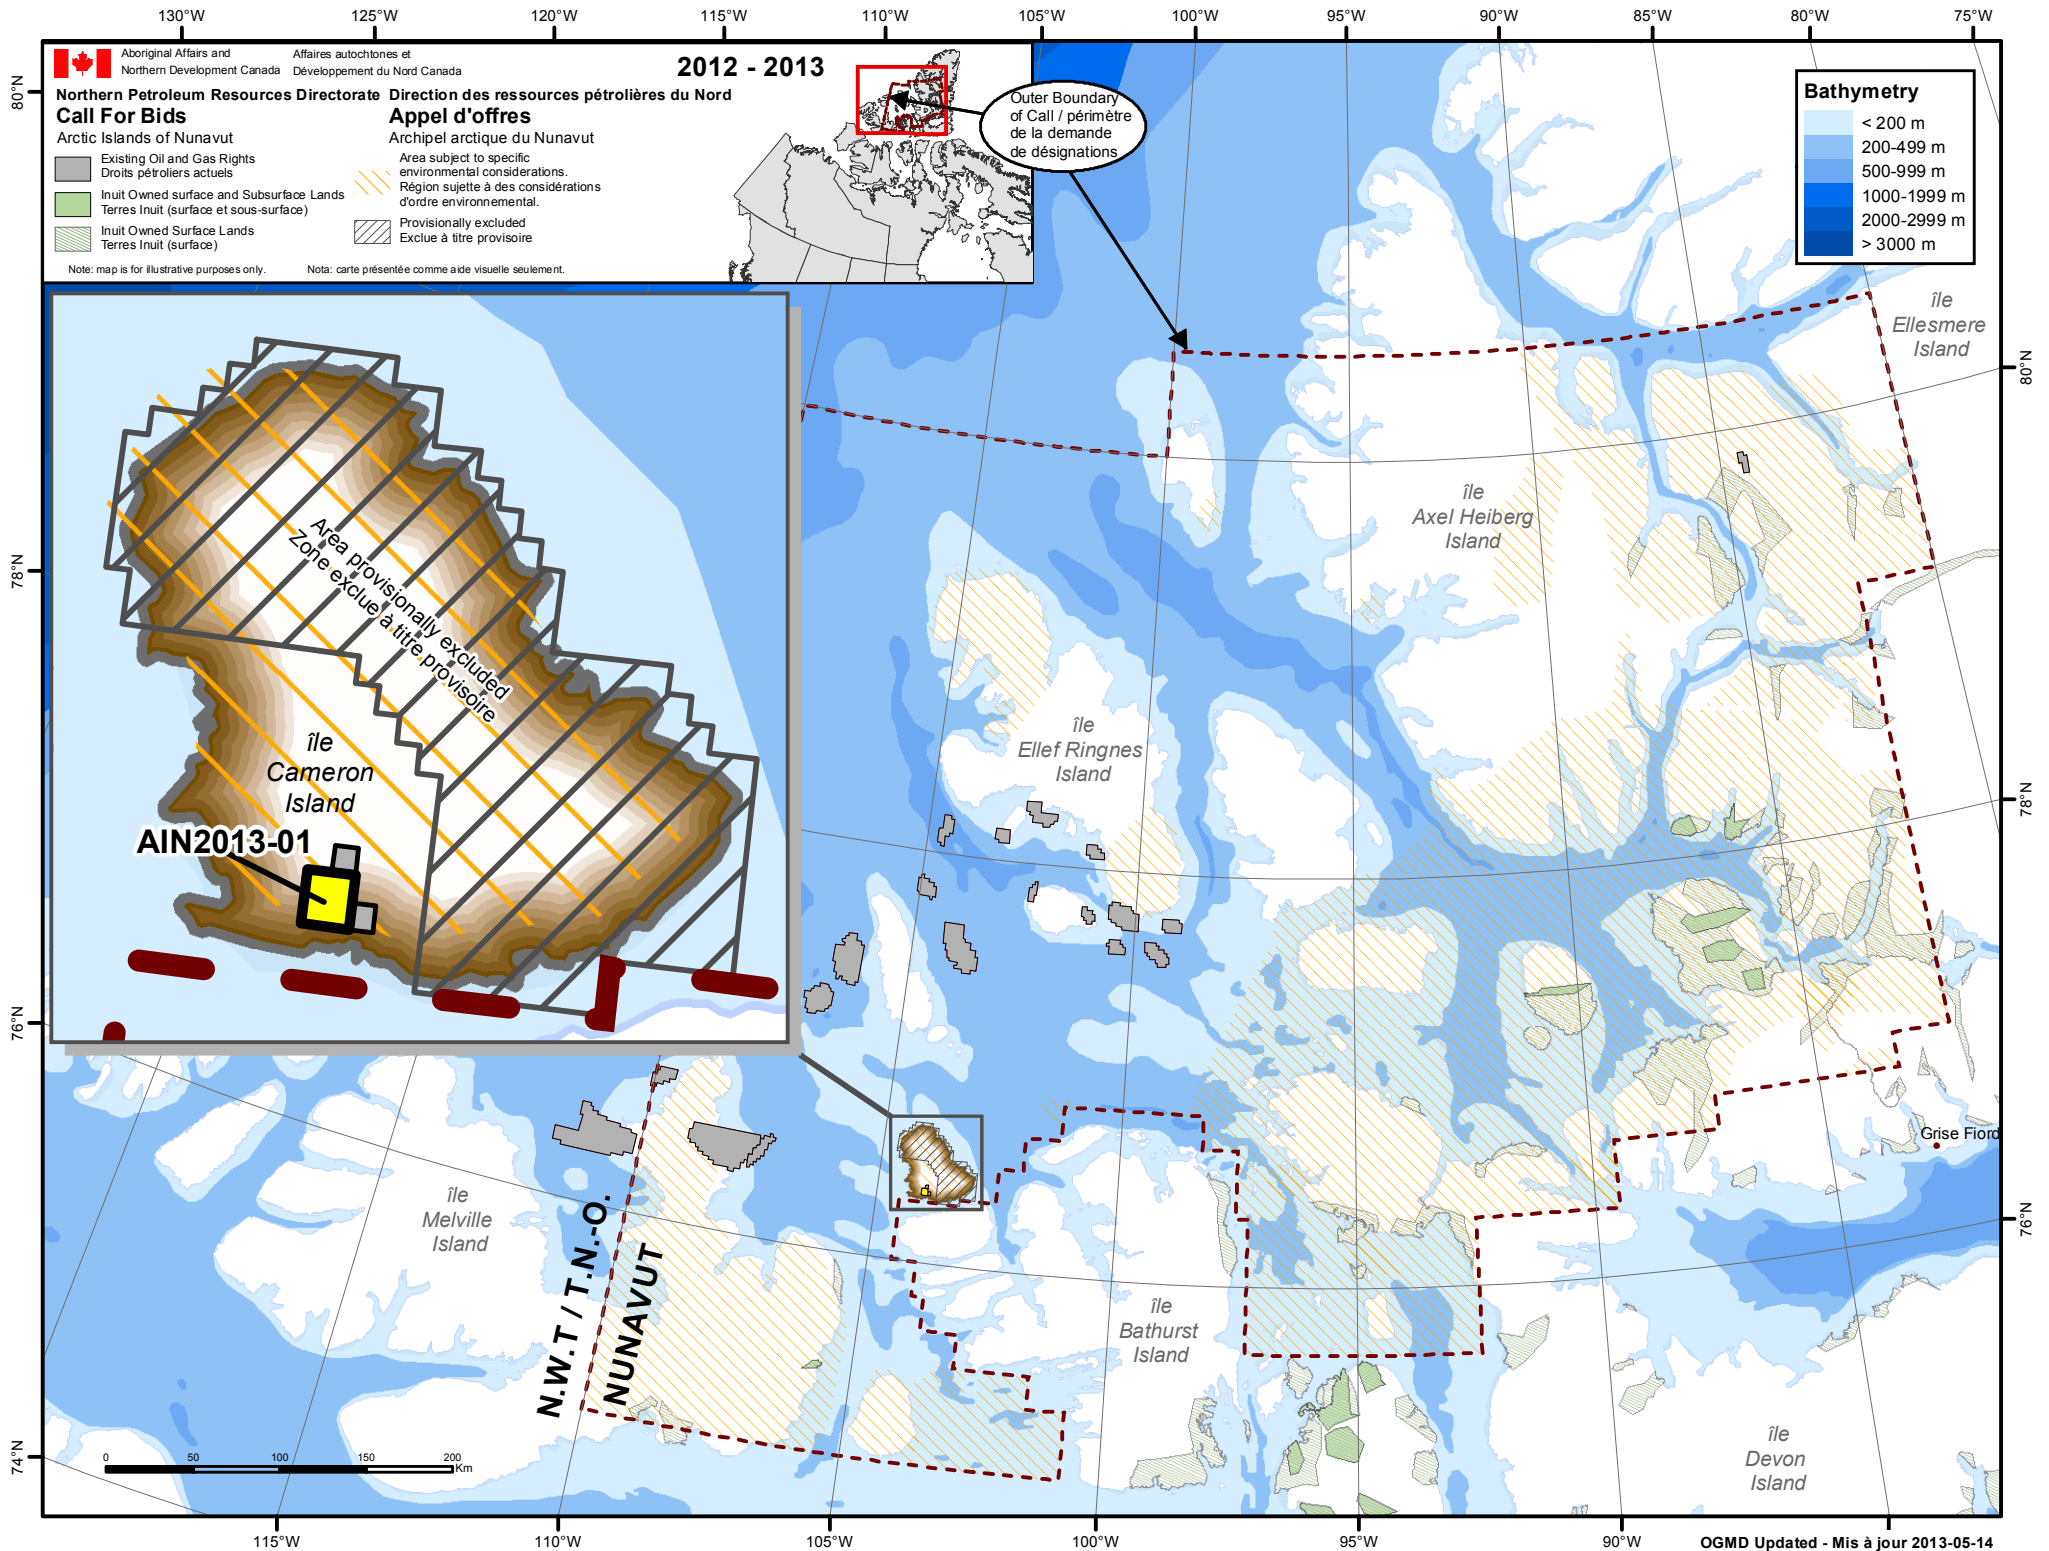 130°W
125°W
120°W
115°W
110°W
105°W
100°W
95°W
90°W
85°W
80°W
75°W
Aboriginal Affairs and
Northern Development Canada
Affaires autochtones et
Développement du Nord Canada
2012 - 2013
Northern Petroleum Resources Directorate
Direction des ressources pétrolières du Nord
Call For Bids
Appel d'offres
Arctic Islands of Nunavut
Archipel arctique du Nunavut
Existing Oil and Gas Rights
Droits pétroliers actuels
Inuit Owned surface and Subsurface Lands
Terres Inuit (surface et sous-surface)
Inuit Owned Surface Lands
Terres Inuit (surface)
Area subject to specific
environmental considerations.
Région sujette à des considérations
d'ordre environnemental.
Provisionally excluded
Exclue à titre provisoire
Note: map is for illustrative purposes only.
Nota: carte présentée comme aide visuelle seulement.
Outer Boundary
of Call / périmètre
de la demande
de désignations
Bathymetry
< 200 m
200-499 m
500-999 m
1000-1999 m
2000-2999 m
> 3000 m
80°N
78°N
76°N
74°N
80°N
78°N
76°N
île
Ellesmere
Island
île
Axel Heiberg
Island
île
Ellef Ringnes
Island
Area provisionally excluded
Zone exclue à titre provisoire
île
Cameron
Island
AIN2013-01
Grise Fiord
île
Melville
Island
N.W.T / T.N.-O.
NUNAVUT
île
Bathurst
Island
île
Devon
Island
0
50
100
150
200
Km
115°W
110°W
105°W
100°W
95°W
90°W
OGMD Updated - Mis à jour 2013-05-14